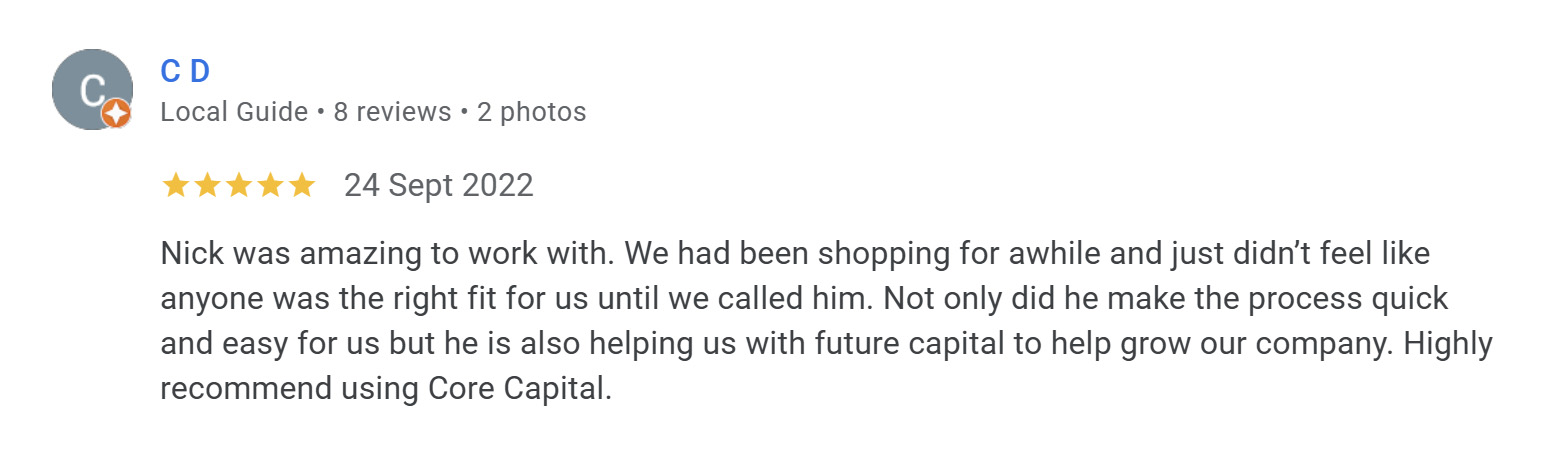 C
C D
Local Guide • 8 reviews • 2 photos
24 Sept 2022
Nick was amazing to work with. We had been shopping for awhile and just didn’t feel like
anyone was the right fit for us until we called him. Not only did he make the process quick
and easy for us but he is also helping us with future capital to help grow our company. Highly
recommend using Core Capital.